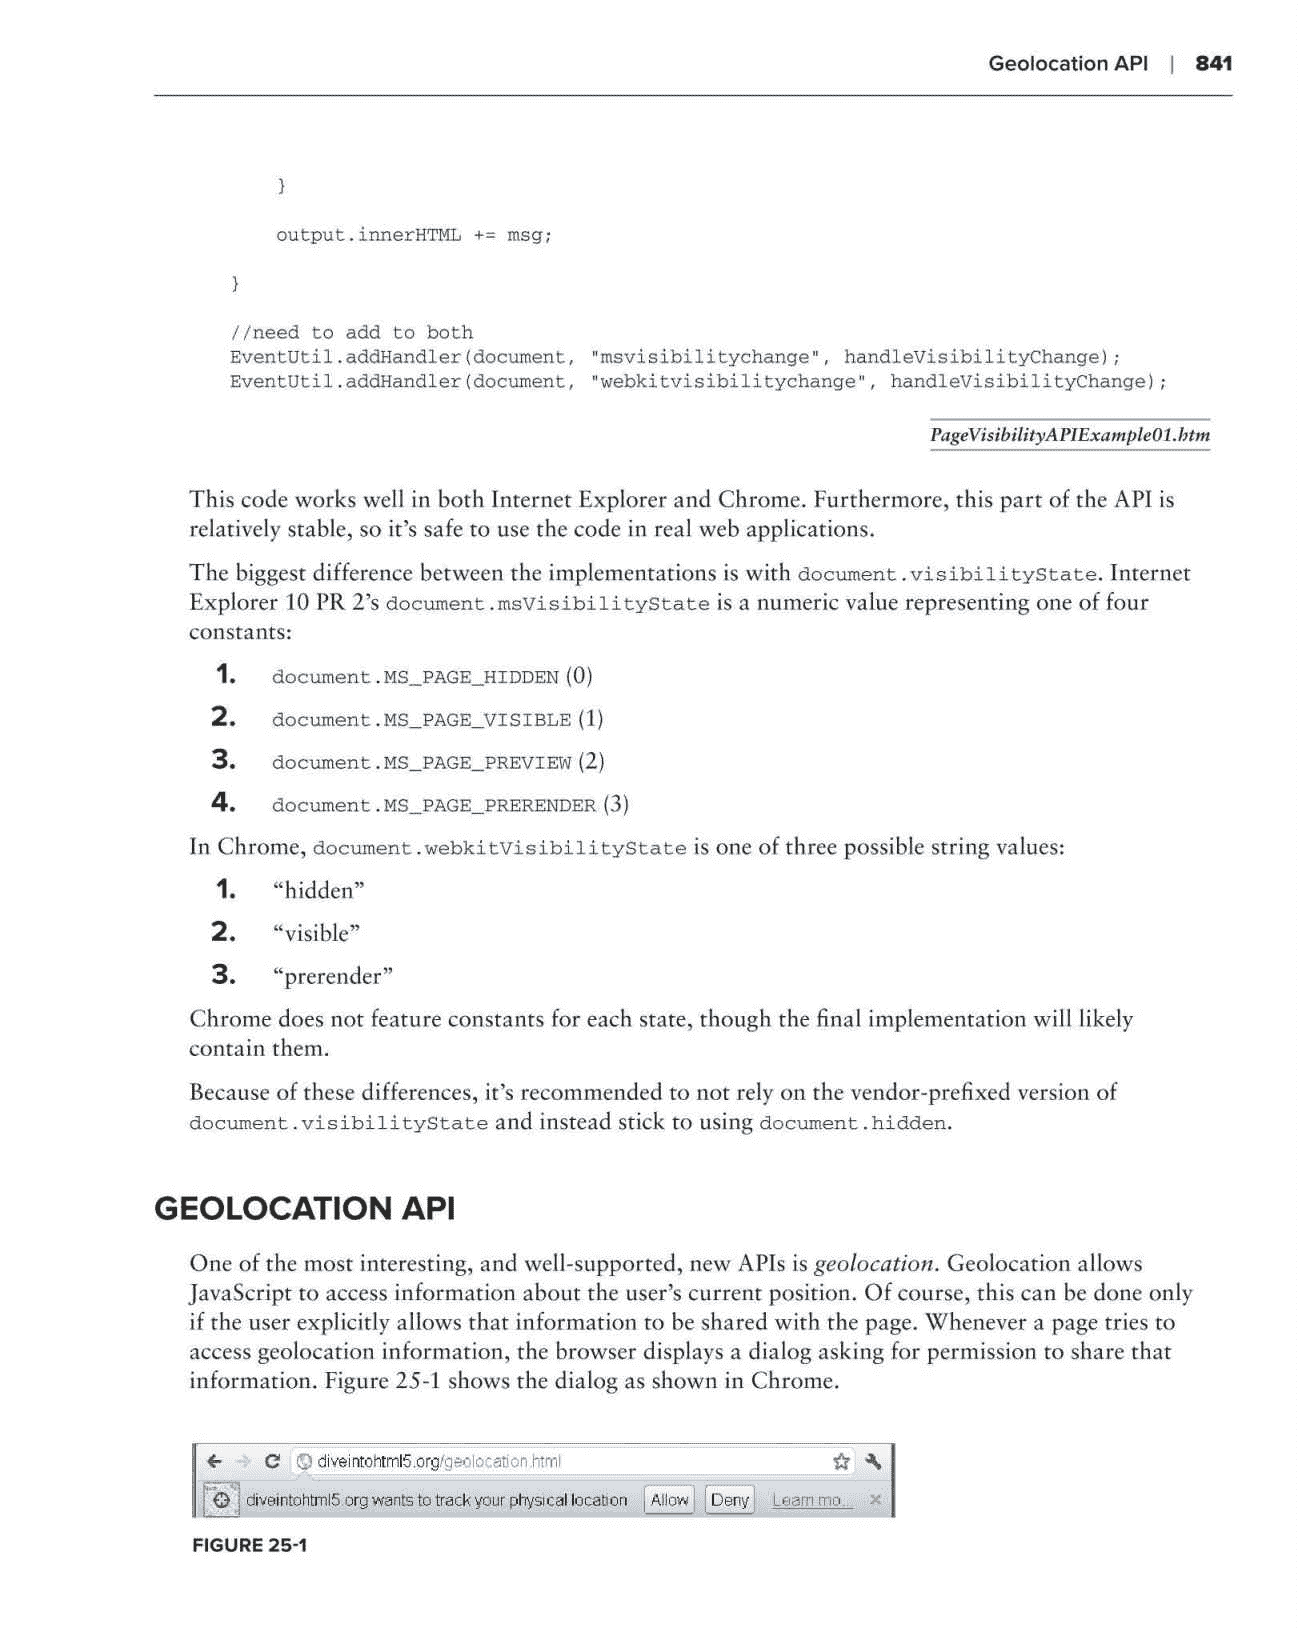 Geolocation API | 841
}
output.innerHTML += msg;
}
//need to add to both
EventUtil.addHandler(document, "msvisibilitychange", handleVisibilityChange);
EventUtil.addHandler(document, "webkitvisibilitychange", handleVisibilityChange);
PageVisibilityAPIExample01.htm
This code works well in both Internet Explorer and Chrome. Furthermore, this part of the API is
relatively stable, so it’s safe to use the code in real web applications.
The biggest difference between the implementations is with document.visibilityState. Internet
Explorer 10 PR 2’s document.msVisibilityState is a numeric value representing one of four
constants:
1. document.MS_PAGE_HIDDEN (0)
2. document.MS_PAGE_VISIBLE (1)
3. document.MS_PAGE_PREVIEW (2)
4. document.MS_PAGE_PRERENDER (3)
In Chrome, document.webkitVisibilityState is one of three possible string values:
1. “hidden”
2. “visible”
3. “prerender”
Chrome does not feature constants for each state, though the final implementation will likely
contain them.
Because of these differences, it’s recommended to not rely on the vendor-prefixed version of
document.visibilityState and instead stick to using document.hidden.
GEOLOCATION API
One of the most interesting, and well-supported, new APIs is geolocation. Geolocation allows
JavaScript to access information about the user’s current position. Of course, this can be done only
if the user explicitly allows that information to be shared with the page. Whenever a page tries to
access geolocation information, the browser displays a dialog asking for permission to share that
information. Figure 25-1 shows the dialog as shown in Chrome.
diveintohtml5.org/geolocation.html
diveintohtml5.org wants to track your physical location Allow Deny Learn mo...
FIGURE 25-1